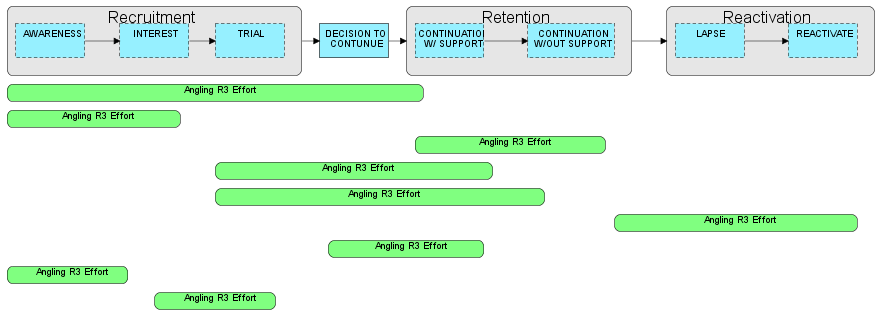 Recruitment
Retention
Reactivation
AWARENESS
INTEREST
TRIAL
DECISION TO
CONTUNUE
CONTINUATION
W/ SUPPORT
CONTINUATION
W/OUT SUPPORT
LAPSE
REACTIVATE
Angling R3 Effort
Angling R3 Effort
Angling R3 Effort
Angling R3 Effort
Angling R3 Effort
Angling R3 Effort
Angling R3 Effort
Angling R3 Effort
Angling R3 Effort